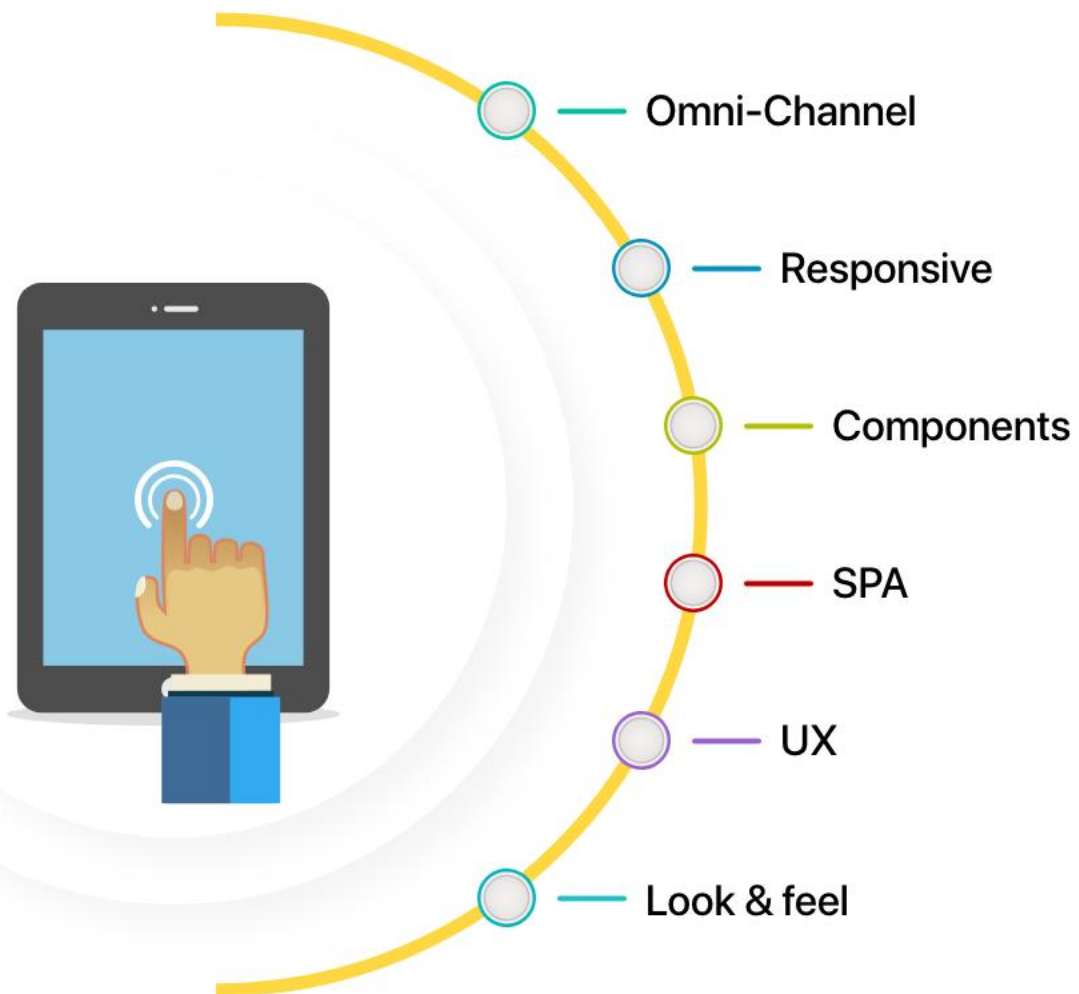 Omni-Channel
Responsive
Components
SPA
UX
Look & feel